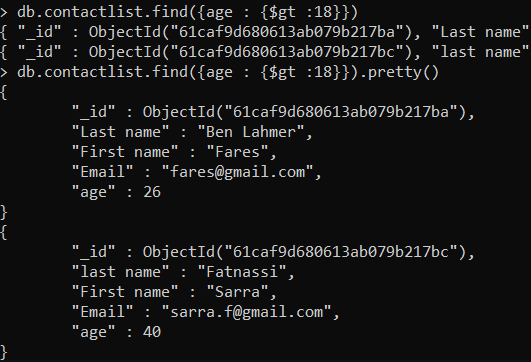 > db.contactlist.find({age : {$gt :18}})
{ "_id" : ObjectId("61caf9d680613ab079b217ba"), "Last name"
{ "_id" : ObjectId("61caf9d680613ab079b217bc"), "last name"
> db.contactlist.find({age : {$gt :18}}).pretty()
{
        "_id" : ObjectId("61caf9d680613ab079b217ba"),
        "Last name" : "Ben Lahmer",
        "First name" : "Fares",
        "Email" : "fares@gmail.com",
        "age" : 26
}
{
        "_id" : ObjectId("61caf9d680613ab079b217bc"),
        "last name" : "Fatnassi",
        "First name" : "Sarra",
        "Email" : "sarra.f@gmail.com",
        "age" : 40
}